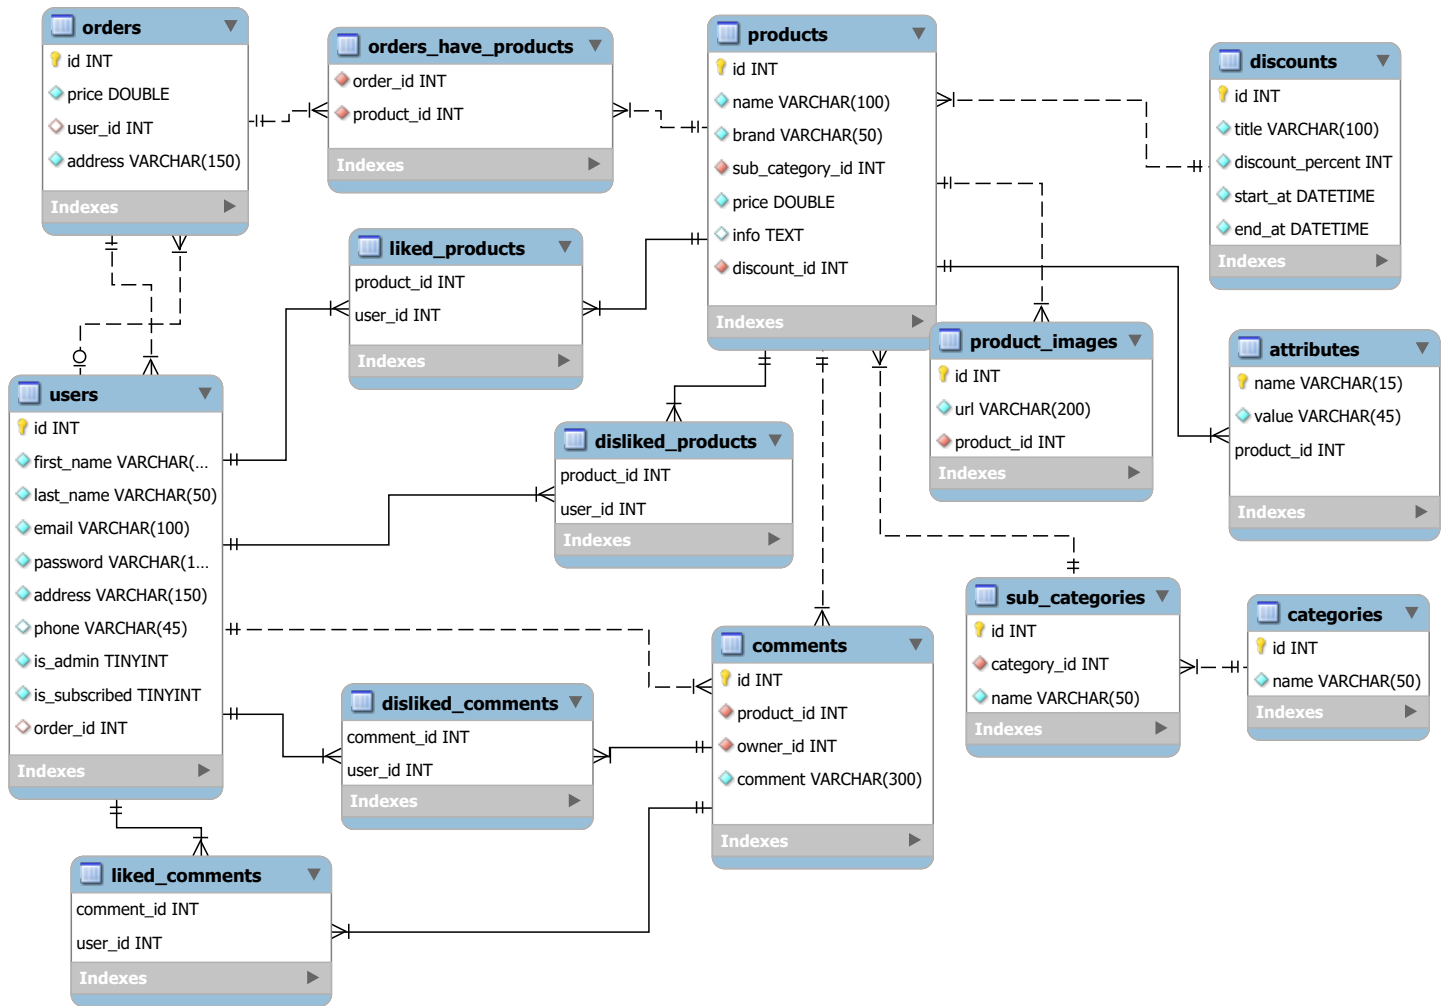 orders
id INT
price DOUBLE
user_id INT
address VARCHAR(150)
Indexes
orders_have_products
order_id INT
product_id INT
Indexes
products
id INT
name VARCHAR(100)
brand VARCHAR(50)
sub_category_id INT
price DOUBLE
info TEXT
discount_id INT
Indexes
discounts
id INT
title VARCHAR(100)
discount_percent INT
start_at DATETIME
end_at DATETIME
Indexes
liked_products
product_id INT
user_id INT
Indexes
product_images
id INT
url VARCHAR(200)
product_id INT
Indexes
attributes
name VARCHAR(15)
value VARCHAR(45)
product_id INT
Indexes
users
id INT
first_name VARCHAR(...
last_name VARCHAR(50)
email VARCHAR(100)
password VARCHAR(1...
address VARCHAR(150)
phone VARCHAR(45)
is_admin TINYINT
is_subscribed TINYINT
order_id INT
Indexes
disliked_products
product_id INT
user_id INT
Indexes
sub_categories
id INT
category_id INT
name VARCHAR(50)
Indexes
categories
id INT
name VARCHAR(50)
Indexes
comments
id INT
product_id INT
owner_id INT
comment VARCHAR(300)
Indexes
disliked_comments
comment_id INT
user_id INT
Indexes
liked_comments
comment_id INT
user_id INT
Indexes